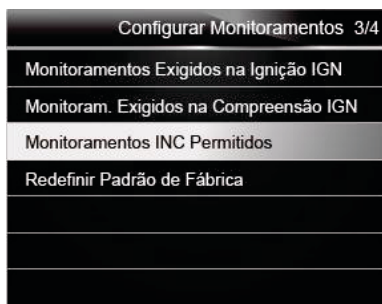 Configurar Monitoramentos 3/4
Monitoramentos Exigidos na Ignição IGN
Monitoram. Exigidos na Compreensão IGN
Monitoramentos INC Permitidos
Redefinir Padrão de Fábrica